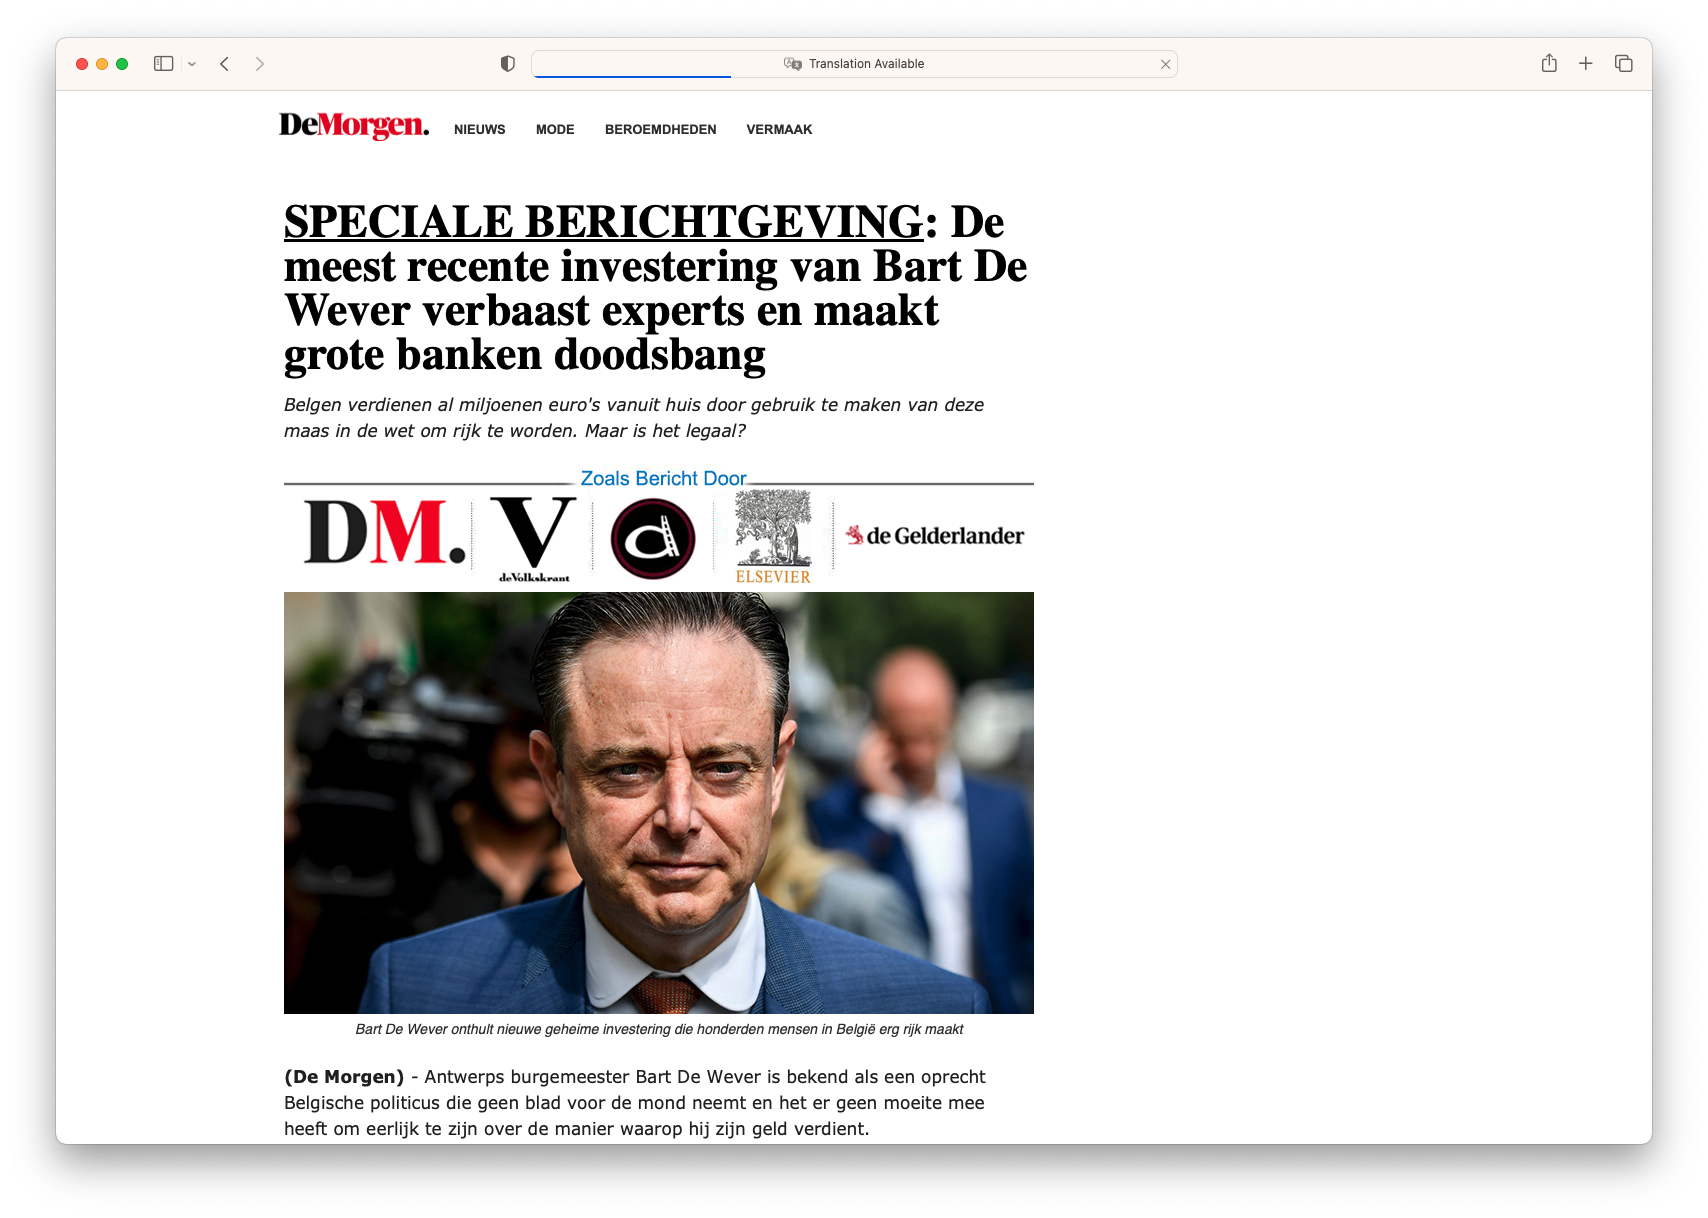 Translation Available
DeMorgen.
NIEUWS MODE BEROEMDHEDEN VERMAAK
SPECIALE BERICHTGEVING: De
meest recente investering van Bart De
Wever verbaast experts en maakt
grote banken doodsbang
Belgen verdienen al miljoenen euro's vanuit huis door gebruik te maken van deze
maas in de wet om rijk te worden. Maar is het legaal?
Zoals Bericht Door
DM. V d
deVolkskrant ELSEVIER de Gelderlander
Bart De Wever onthult nieuwe geheime investering die honderden mensen in België erg rijk maakt
(De Morgen) - Antwerps burgemeester Bart De Wever is bekend als een oprecht
Belgische politicus die geen blad voor de mond neemt en het er geen moeite mee
heeft om eerlijk te zijn over de manier waarop hij zijn geld verdient.